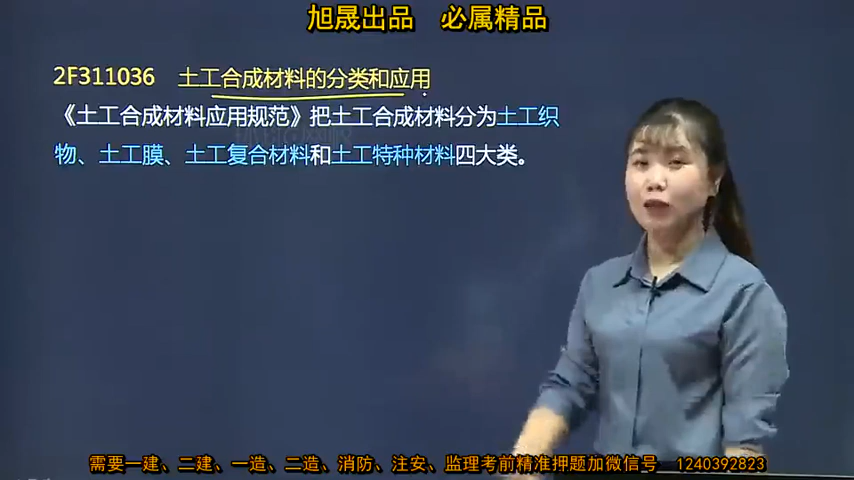 旭晟出品 必属精品
2F311036 土工合成材料的分类和应用
《土工合成材料应用规范》把土工合成材料分为土工织
物、土工膜、土工复合材料和土工特种材料四大类。
需要一建、二建、一造、二造、消防、注安、监理考前精准押题加微信号 1240392823